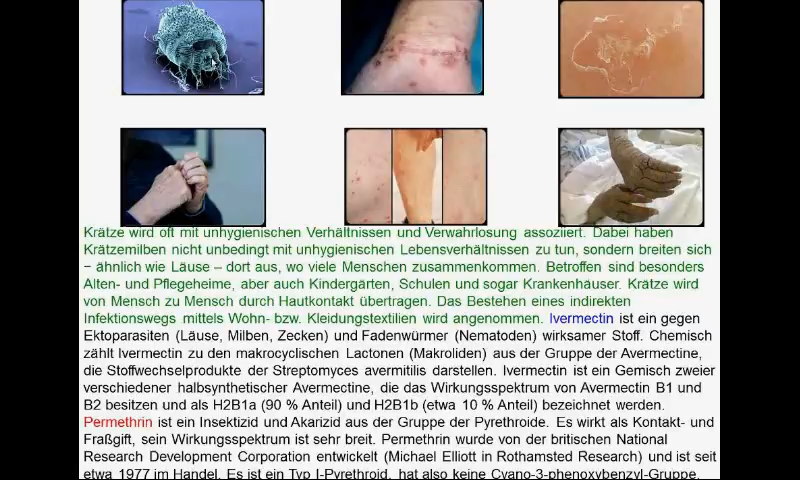 Krätze wird oft mit unhygienischen Verhältnissen und Verwahrlosung assoziiert. Dabei haben
Krätzemilben nicht unbedingt mit unhygienischen Lebensverhältnissen zu tun, sondern breiten sich
− ähnlich wie Läuse – dort aus, wo viele Menschen zusammenkommen. Betroffen sind besonders
Alten- und Pflegeheime, aber auch Kindergärten, Schulen und sogar Krankenhäuser. Krätze wird
von Mensch zu Mensch durch Hautkontakt übertragen. Das Bestehen eines indirekten
Infektionswegs mittels Wohn- bzw. Kleidungstextilien wird angenommen. Ivermectin ist ein gegen
Ektoparasiten (Läuse, Milben, Zecken) und Fadenwürmer (Nematoden) wirksamer Stoff. Chemisch
zählt Ivermectin zu den makrocyclischen Lactonen (Makroliden) aus der Gruppe der Avermectine,
die Stoffwechselprodukte der Streptomyces avermitilis darstellen. Ivermectin ist ein Gemisch zweier
verschiedener halbsynthetischer Avermectine, die das Wirkungsspektrum von Avermectin B1 und
B2 besitzen und als H2B1a (90 % Anteil) und H2B1b (etwa 10 % Anteil) bezeichnet werden.
Permethrin ist ein Insektizid und Akarizid aus der Gruppe der Pyrethroide. Es wirkt als Kontakt- und
Fraßgift, sein Wirkungsspektrum ist sehr breit. Permethrin wurde von der britischen National
Research Development Corporation entwickelt (Michael Elliott in Rothamsted Research) und ist seit
etwa 1977 im Handel. Es ist ein Typ I-Pyrethroid, hat also keine Cyano-3-phenoxybenzyl-Gruppe.